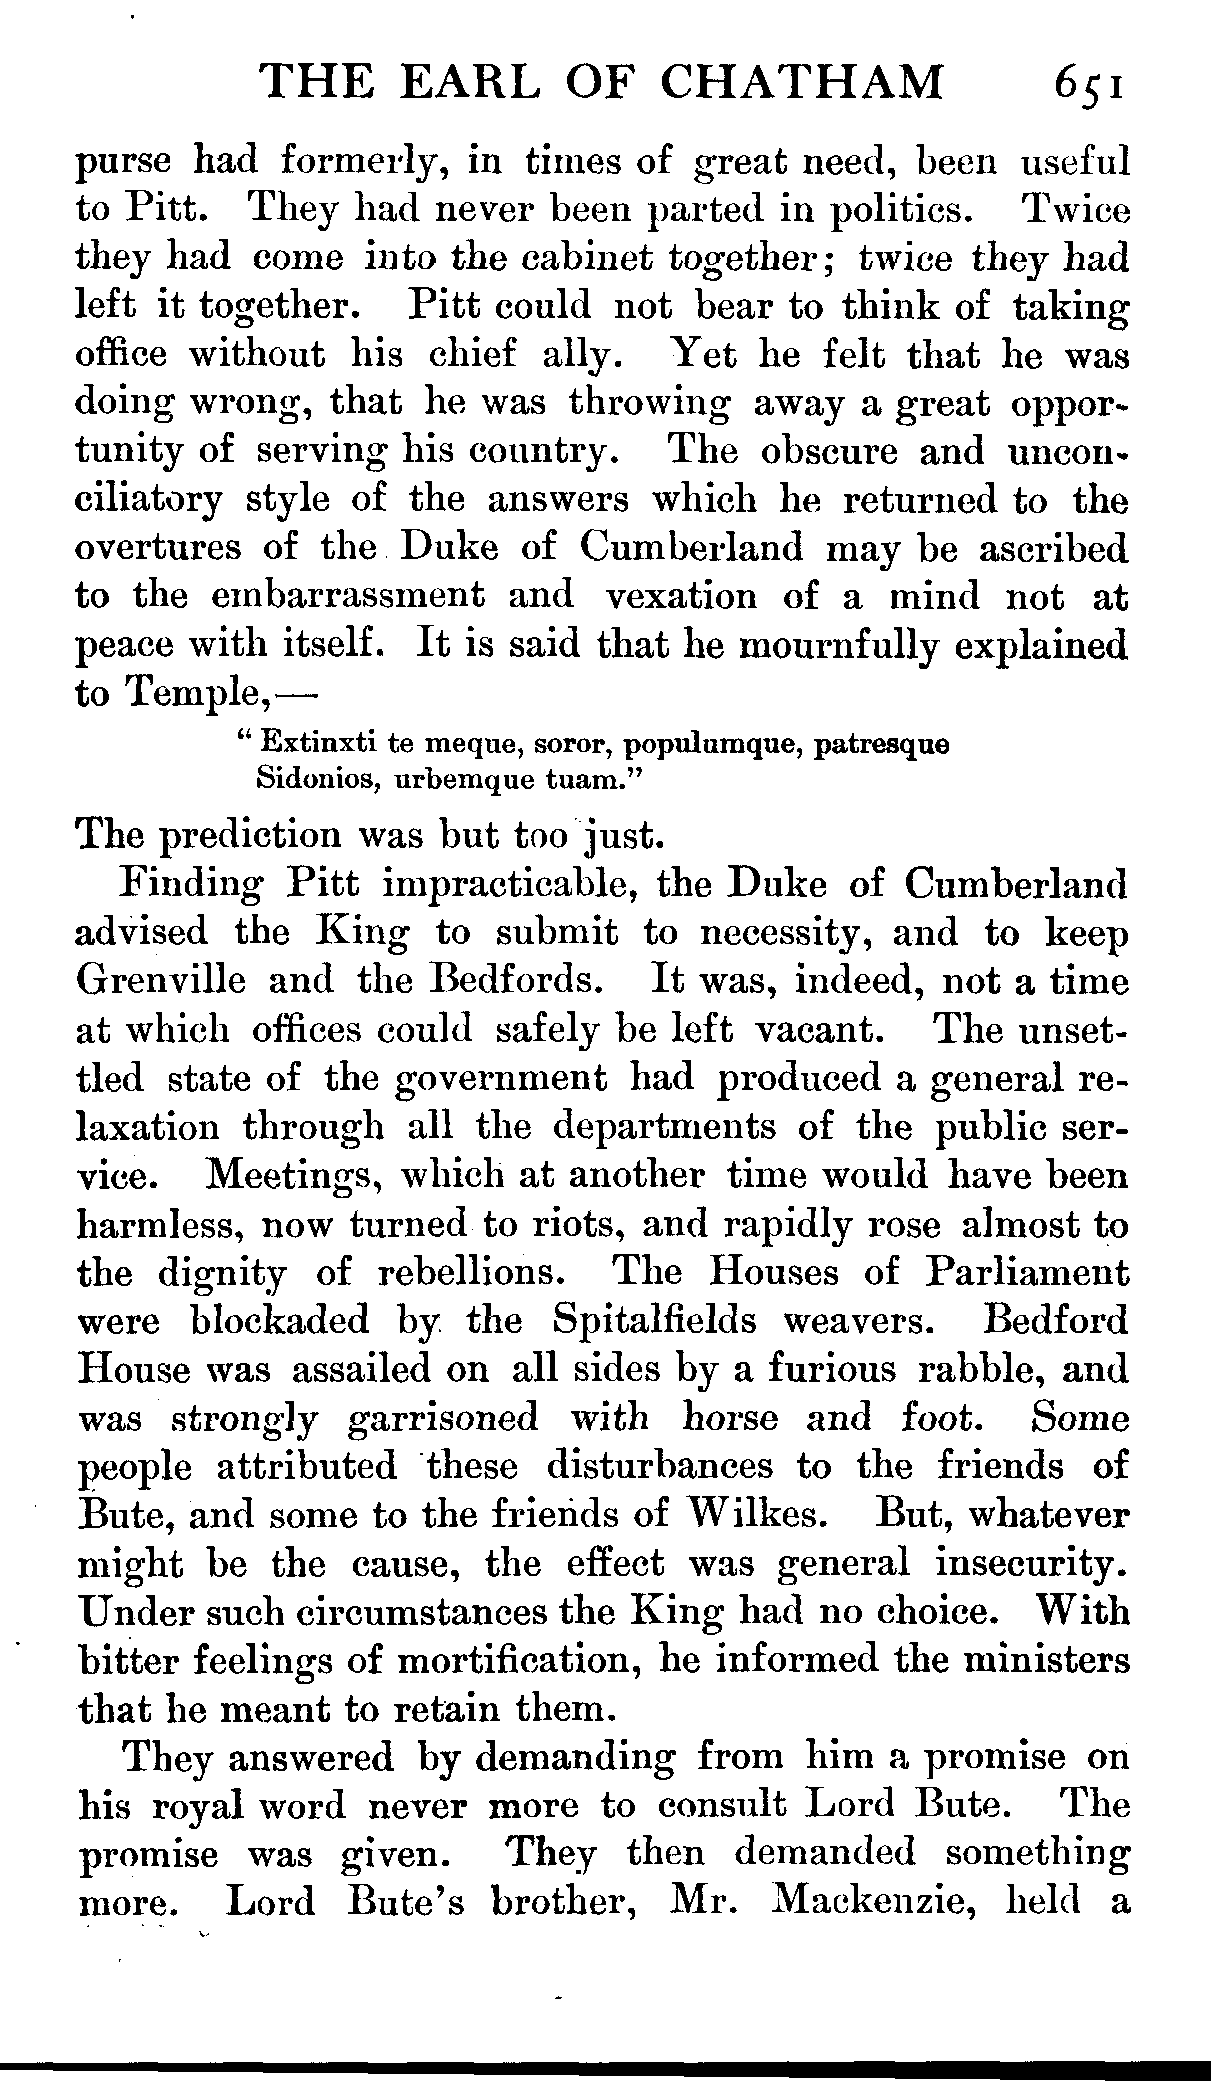 THE EARL OF CHATHAM 651
purse had formerly, in times of great need, been useful
to Pitt. They had never been parted in politics. Twice
they had come into the cabinet together; twice they had
left it together. Pitt could not bear to think of taking
office without his chief ally. Yet he felt that he was
doing wrong, that he was throwing away a great oppor-
tunity of serving his country. The obscure and uncon-
ciliatory style of the answers which he returned to the
overtures of the Duke of Cumberland may be ascribed
to the embarrassment and vexation of a mind not at
peace with itself. It is said that he mournfully explained
to Temple,—
“ Extinxti te meque, soror, populumque, patresque
Sidonios, urbemque tuam.”
The prediction was but too just.
Finding Pitt impracticable, the Duke of Cumberland
advised the King to submit to necessity, and to keep
Grenville and the Bedfords. It was, indeed, not a time
at which offices could safely be left vacant. The unset-
tled state of the government had produced a general re-
laxation through all the departments of the public ser-
vice. Meetings, which at another time would have been
harmless, now turned to riots, and rapidly rose almost to
the dignity of rebellions. The Houses of Parliament
were blockaded by the Spitalfields weavers. Bedford
House was assailed on all sides by a furious rabble, and
was strongly garrisoned with horse and foot. Some
people attributed these disturbances to the friends of
Bute, and some to the friends of Wilkes. But, whatever
might be the cause, the effect was general insecurity.
Under such circumstances the King had no choice. With
bitter feelings of mortification, he informed the ministers
that he meant to retain them.
They answered by demanding from him a promise on
his royal word never more to consult Lord Bute. The
promise was given. They then demanded something
more. Lord Bute's brother, Mr. Mackenzie, held a